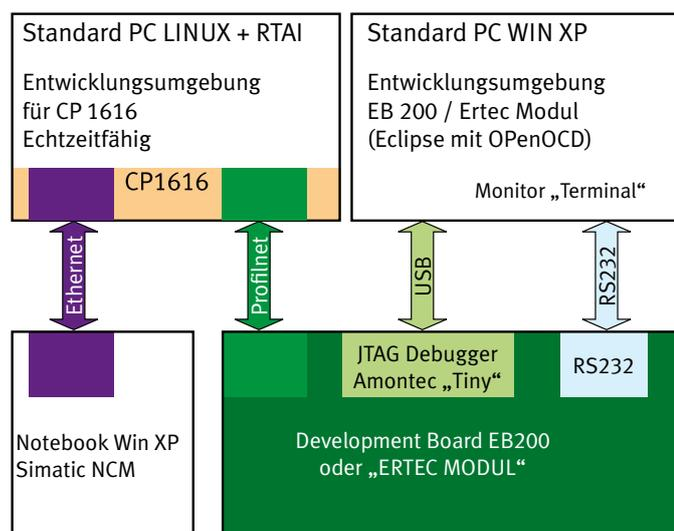 Standard PC LINUX + RTAI
Entwicklungsumgebung
für CP 1616
Echtzeitfähig
CP1616
Standard PC WIN XP
Entwicklungsumgebung
EB 200 / Ertec Modul
(Eclipse mit OPenOCD)
Monitor „Terminal“
Ethernet
Profilnet
USB
RS232
Notebook Win XP
Simatic NCM
JTAG Debugger
Amontec „Tiny“
RS232
Development Board EB200
oder „ERTEC MODUL“